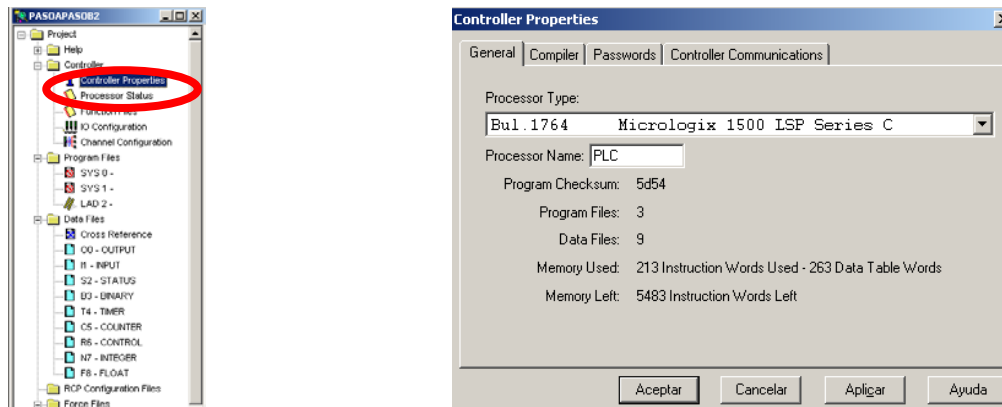 PASOAPASOB2
Project
Help
Controller
Controller Properties
Processor Status
Function Files
IO Configuration
Channel Configuration
Program Files
SYS 0 -
SYS 1 -
LAD 2 -
Data Files
Cross Reference
O0 - OUTPUT
I1 - INPUT
S2 - STATUS
B3 - BINARY
T4 - TIMER
C5 - COUNTER
R6 - CONTROL
N7 - INTEGER
F8 - FLOAT
RCP Configuration Files
Force Files
Controller Properties
General Compiler Passwords Controller Communications
Processor Type:
Bul.1764 Micrologix 1500 LSP Series C
Processor Name: PLC
Program Checksum: 5d54
Program Files: 3
Data Files: 9
Memory Used: 213 Instruction Words Used - 263 Data Table Words
Memory Left: 5483 Instruction Words Left
Aceptar Cancelar Aplicar Ayuda